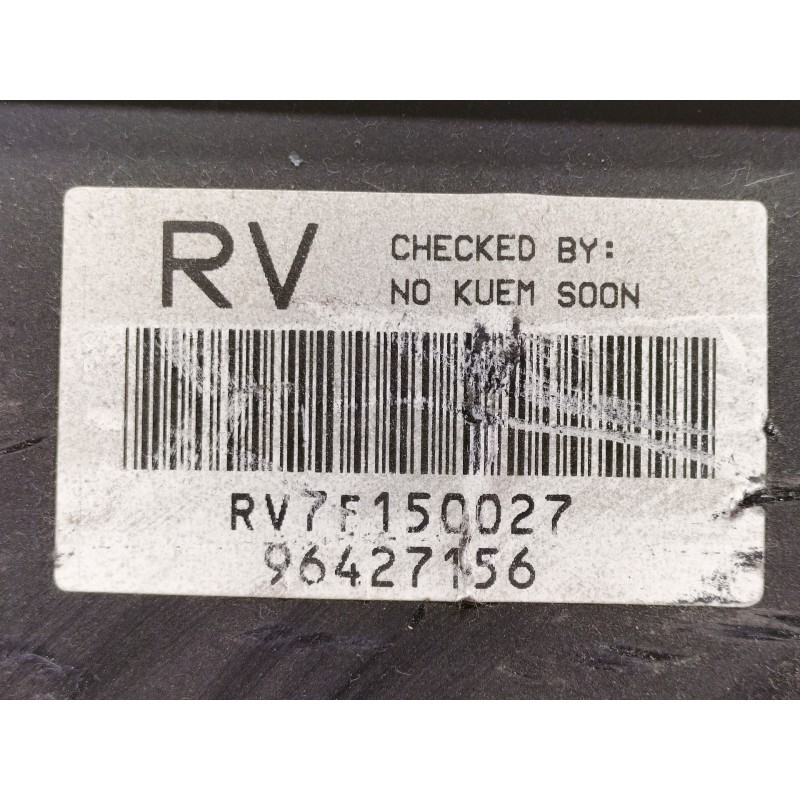 RV
CHECKED BY:
NO KUEM SOON
RV7F150027
96427156